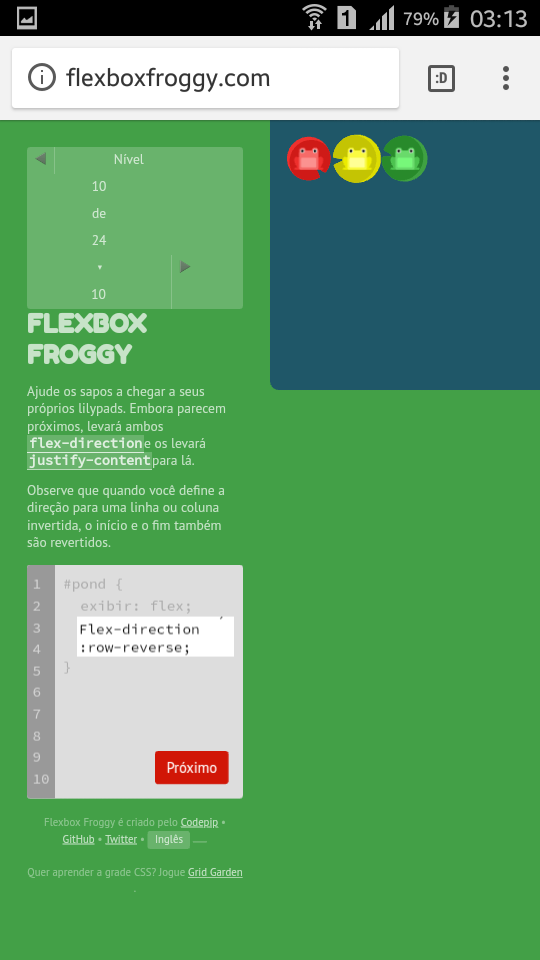 1
79%
03:13
flexboxfroggy.com
:D
Nível
10
de
24
▾
10
FLEXBOX
FROGGY
Ajude os sapos a chegar a seus
próprios lilypads. Embora parecem
próximos, levará ambos
flex-direction e os levará
justify-content para lá.
Observe que quando você define a
direção para uma linha ou coluna
invertida, o início e o fim também
são revertidos.
1 #pond {
2 exibir: flex;
3 Flex-direction
4 :row-reverse;
5 }
6
7
8
9
10
Próximo
Flexbox Froggy é criado pelo Codepip •
GitHub • Twitter • Inglês
Quer aprender a grade CSS? Jogue Grid Garden
.